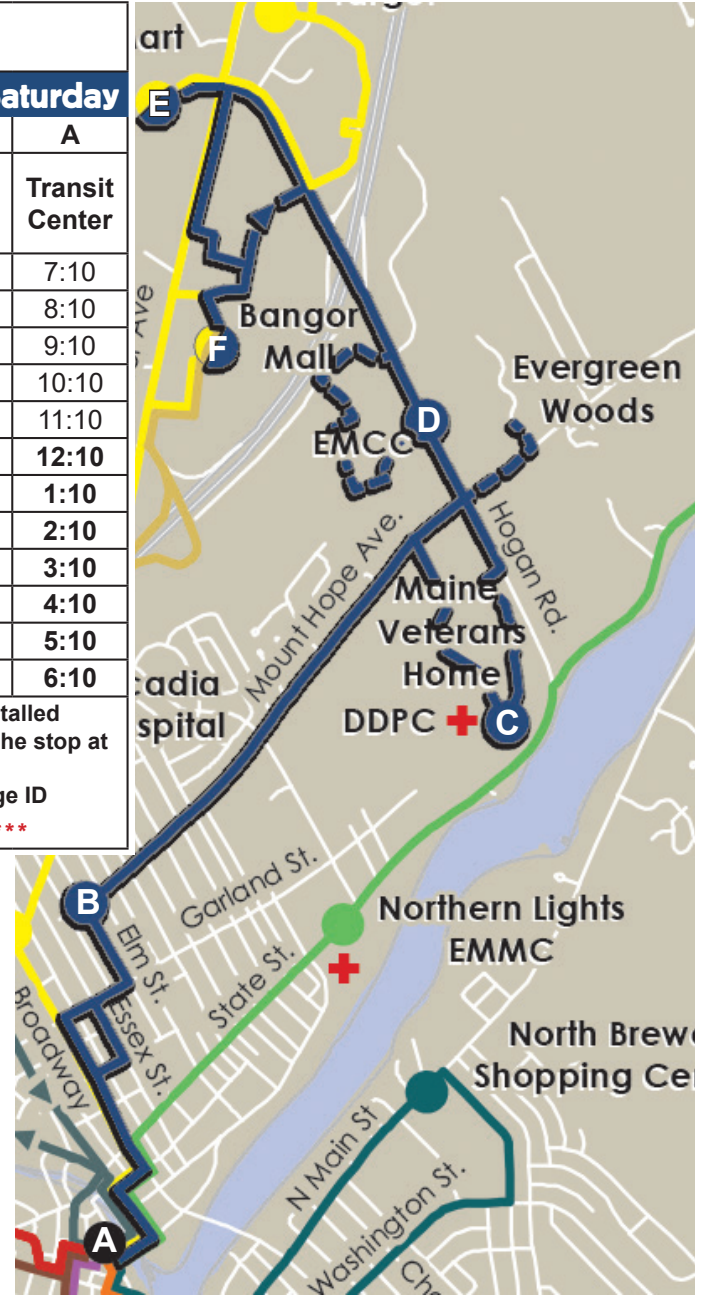 Saturday
A
Transit
Center
7:10
8:10
9:10
10:10
11:10
12:10
1:10
2:10
3:10
4:10
5:10
6:10
he stop at
ge ID
**
art
E
Ave
F
Bangor
Mall
D
EMCC
Evergreen
Woods
Mount Hope Ave.
Hogan Rd.
Maine
Veterans
Home
DDPC
C
cadia
spital
B
Garland St.
Elm St.
Essex St.
State St.
Broadway
Northern Lights
EMMC
North Brew
Shopping Ce
N Main St
Washington St.
A